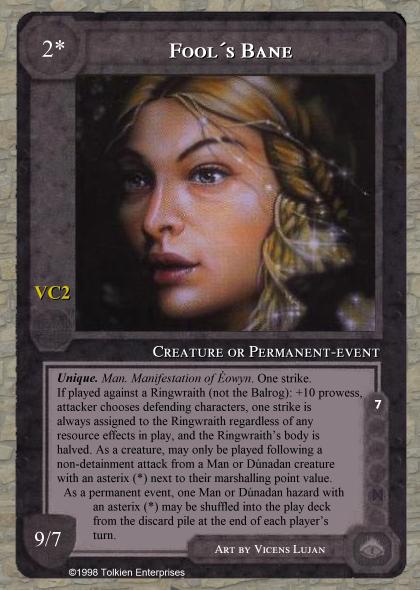 2*
FOOL´S BANE
VC2
CREATURE OR PERMANENT-EVENT
Unique. Man. Manifestation of Éowyn. One strike.
If played against a Ringwraith (not the Balrog): +10 prowess,
attacker chooses defending characters, one strike is
always assigned to the Ringwraith regardless of any
resource effects in play, and the Ringwraith's body is
halved. As a creature, may only be played following a
non-detainment attack from a Man or Dúnadan creature
with an asterix (*) next to their marshalling point value.
As a permanent event, one Man or Dúnadan hazard with
an asterix (*) may be shuffled into the play deck
from the discard pile at the end of each player's
turn.
7
9/7
ART BY VICENS LUJAN
©1998 Tolkien Enterprises